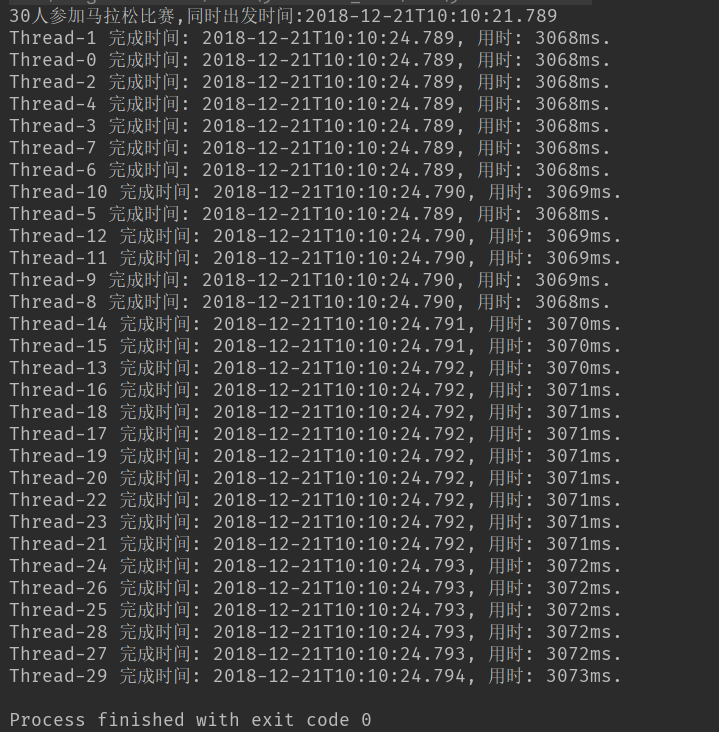 30人参加马拉松比赛,同时出发时间:2018-12-21T10:10:21.789
Thread-1 完成时间: 2018-12-21T10:10:24.789, 用时: 3068ms.
Thread-0 完成时间: 2018-12-21T10:10:24.789, 用时: 3068ms.
Thread-2 完成时间: 2018-12-21T10:10:24.789, 用时: 3068ms.
Thread-4 完成时间: 2018-12-21T10:10:24.789, 用时: 3068ms.
Thread-3 完成时间: 2018-12-21T10:10:24.789, 用时: 3068ms.
Thread-7 完成时间: 2018-12-21T10:10:24.789, 用时: 3068ms.
Thread-6 完成时间: 2018-12-21T10:10:24.789, 用时: 3068ms.
Thread-10 完成时间: 2018-12-21T10:10:24.790, 用时: 3069ms.
Thread-5 完成时间: 2018-12-21T10:10:24.789, 用时: 3068ms.
Thread-12 完成时间: 2018-12-21T10:10:24.790, 用时: 3069ms.
Thread-11 完成时间: 2018-12-21T10:10:24.790, 用时: 3069ms.
Thread-9 完成时间: 2018-12-21T10:10:24.790, 用时: 3069ms.
Thread-8 完成时间: 2018-12-21T10:10:24.790, 用时: 3068ms.
Thread-14 完成时间: 2018-12-21T10:10:24.791, 用时: 3070ms.
Thread-15 完成时间: 2018-12-21T10:10:24.791, 用时: 3070ms.
Thread-13 完成时间: 2018-12-21T10:10:24.792, 用时: 3070ms.
Thread-16 完成时间: 2018-12-21T10:10:24.792, 用时: 3071ms.
Thread-18 完成时间: 2018-12-21T10:10:24.792, 用时: 3071ms.
Thread-17 完成时间: 2018-12-21T10:10:24.792, 用时: 3071ms.
Thread-19 完成时间: 2018-12-21T10:10:24.792, 用时: 3071ms.
Thread-20 完成时间: 2018-12-21T10:10:24.792, 用时: 3071ms.
Thread-22 完成时间: 2018-12-21T10:10:24.792, 用时: 3071ms.
Thread-23 完成时间: 2018-12-21T10:10:24.792, 用时: 3071ms.
Thread-21 完成时间: 2018-12-21T10:10:24.792, 用时: 3071ms.
Thread-24 完成时间: 2018-12-21T10:10:24.793, 用时: 3072ms.
Thread-26 完成时间: 2018-12-21T10:10:24.793, 用时: 3072ms.
Thread-25 完成时间: 2018-12-21T10:10:24.793, 用时: 3072ms.
Thread-28 完成时间: 2018-12-21T10:10:24.793, 用时: 3072ms.
Thread-27 完成时间: 2018-12-21T10:10:24.793, 用时: 3072ms.
Thread-29 完成时间: 2018-12-21T10:10:24.794, 用时: 3073ms.
Process finished with exit code 0